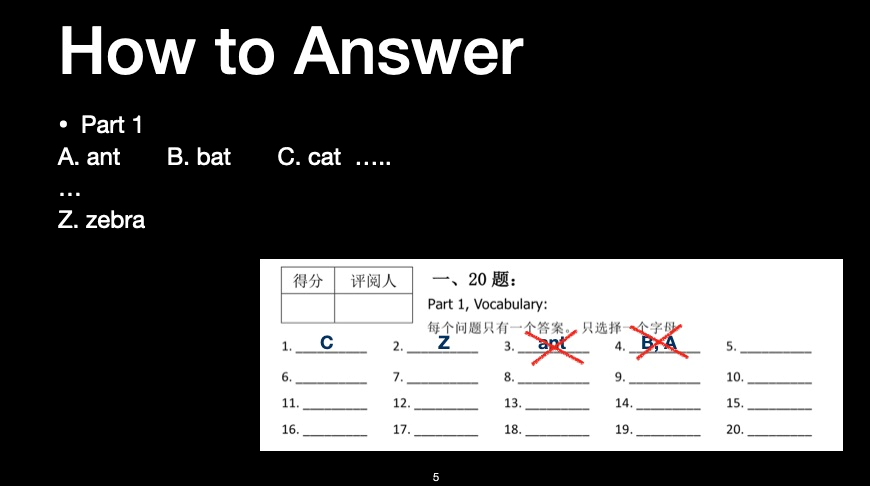 How to Answer
• Part 1
A. ant B. bat C. cat …..
…
Z. zebra
得分 评阅人
一、20 题：
Part 1, Vocabulary:
每个问题只有一个答案。只选择一个字母。
1. C 2. Z 3. ant 4. B, A 5. ________
6. ________ 7. ________ 8. ________ 9. ________ 10. ________
11. ________ 12. ________ 13. ________ 14. ________ 15. ________
16. ________ 17. ________ 18. ________ 19. ________ 20. ________
5